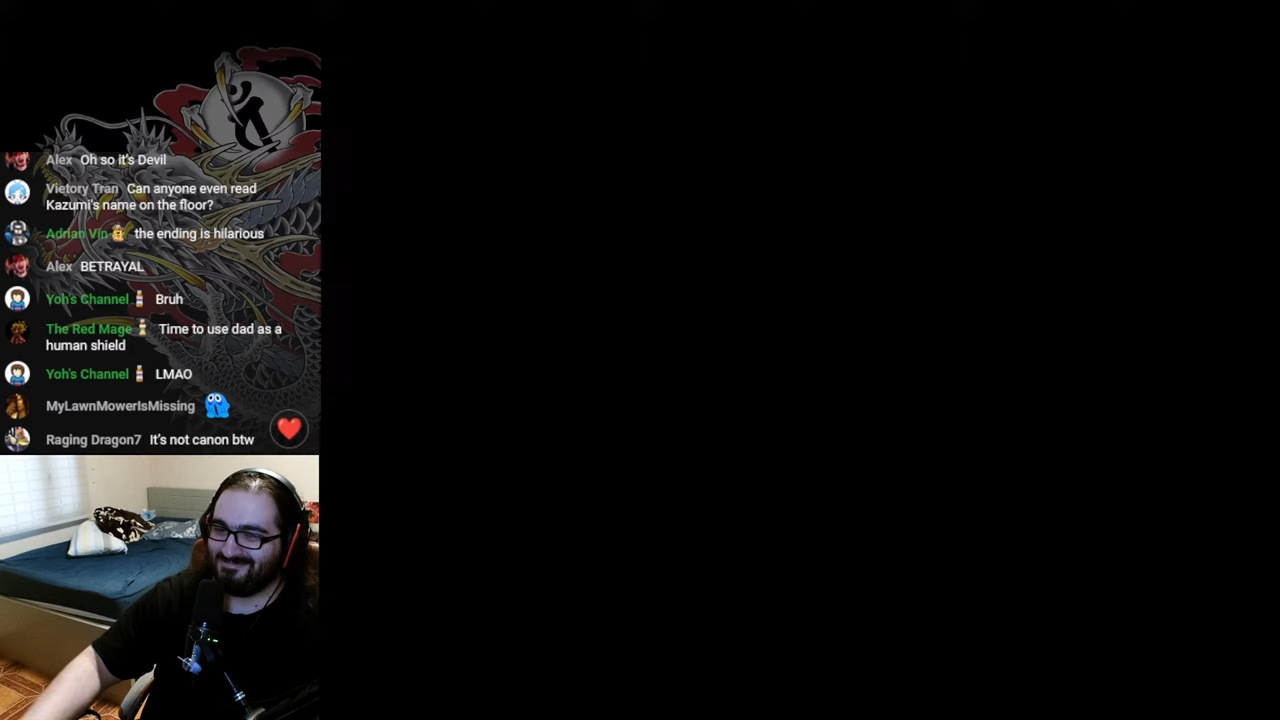 Alex Oh so it's Devil
Vietory Tran Can anyone even read
Kazumi's name on the floor?
Adrian Vin the ending is hilarious
Alex BETRAYAL
Yoh's Channel Bruh
The Red Mage Time to use dad as a
human shield
Yoh's Channel LMAO
MyLawnMowerIsMissing
Raging Dragon7 It's not canon btw